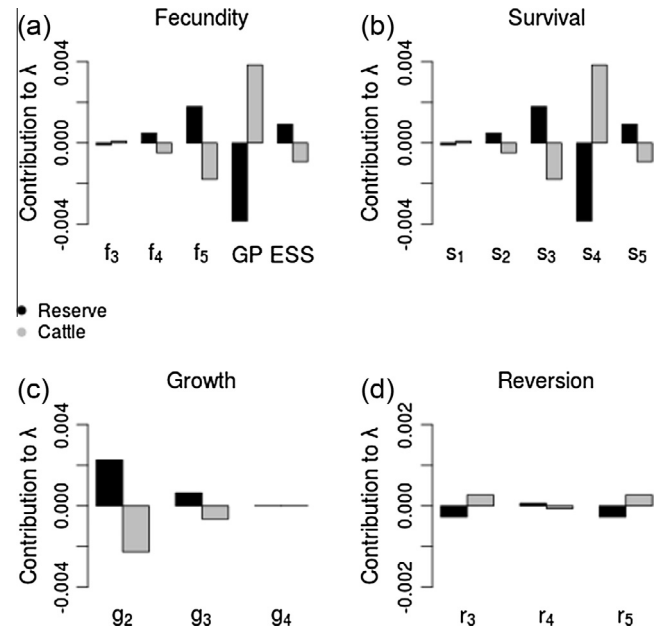 (a) Fecundity
Contribution to λ
0.004
0.000
-0.004
f₃ f₄ f₅ GP ESS
(b) Survival
Contribution to λ
0.004
0.000
-0.004
s₁ s₂ s₃ s₄ s₅
Reserve
Cattle
(c) Growth
Contribution to λ
0.004
0.000
-0.004
g₂ g₃ g₄
(d) Reversion
Contribution to λ
0.002
0.000
-0.002
r₃ r₄ r₅